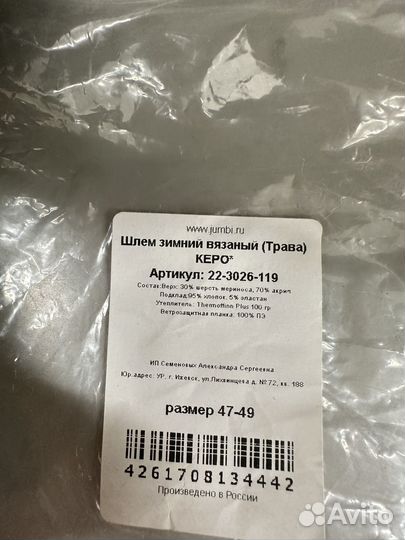 www.jumbi.ru
Шлем зимний вязаный (Трава)
КЕРО*
Артикул: 22-3026-119
Состав:Верх: 30% шерсть мериноса, 70% акрил
Подклад:95% хлопок, 5% эластан
Утеплитель: Thermofinn Plus 100 гр
Ветрозащитная планка: 100% ПЭ
ИП Семеновых Александра Сергеевна
Юр.адрес: УР, г. Ижевск, ул.Лихвинцева д. №72, кв. 188
размер 47-49
4261708134442
Произведено в России
Avito